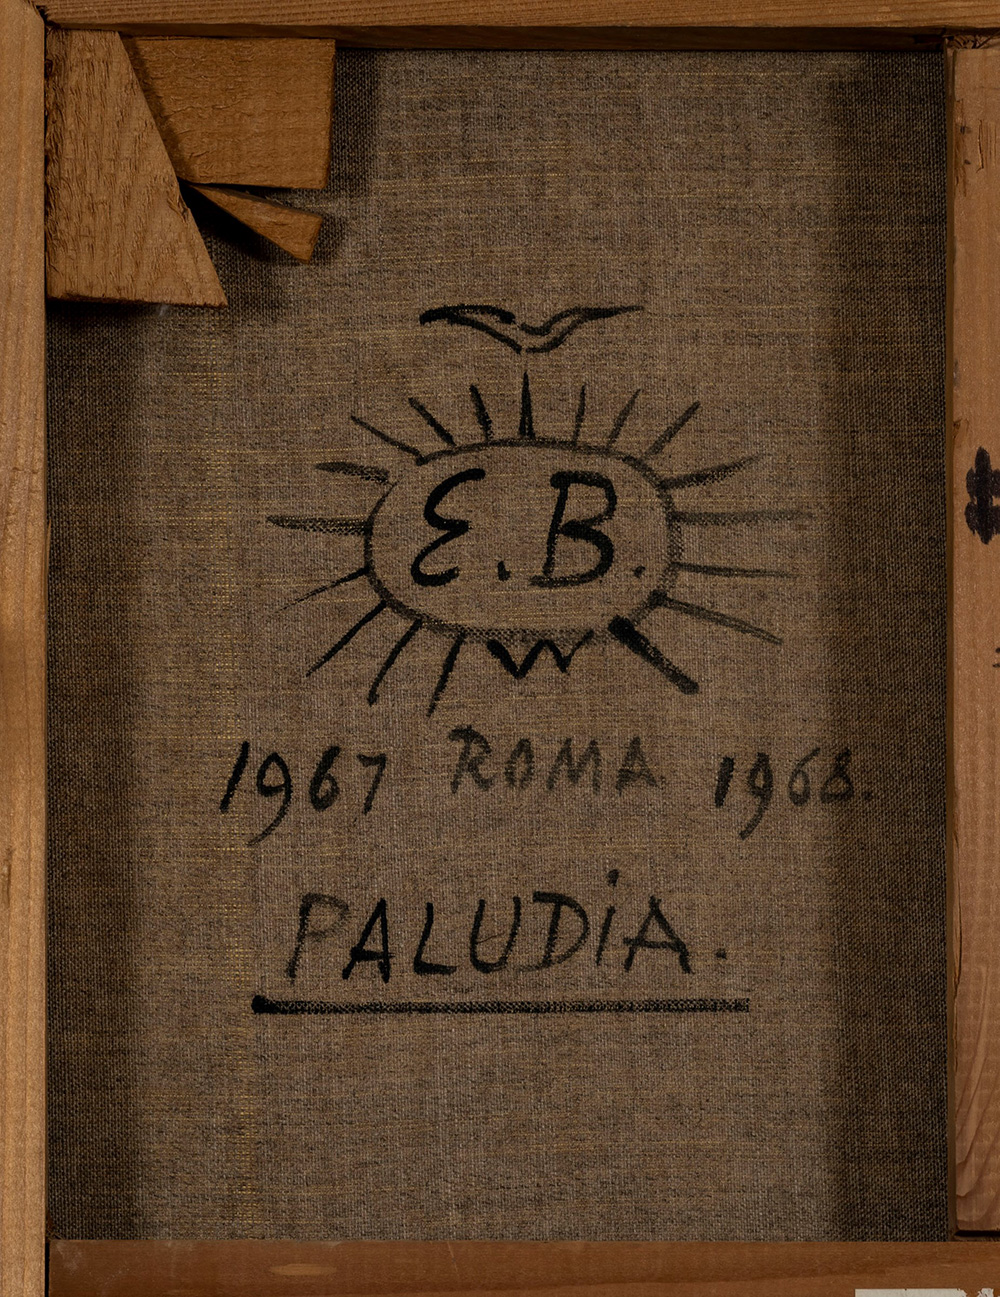 E.B.
1967 ROMA 1968.
PALUDiA.